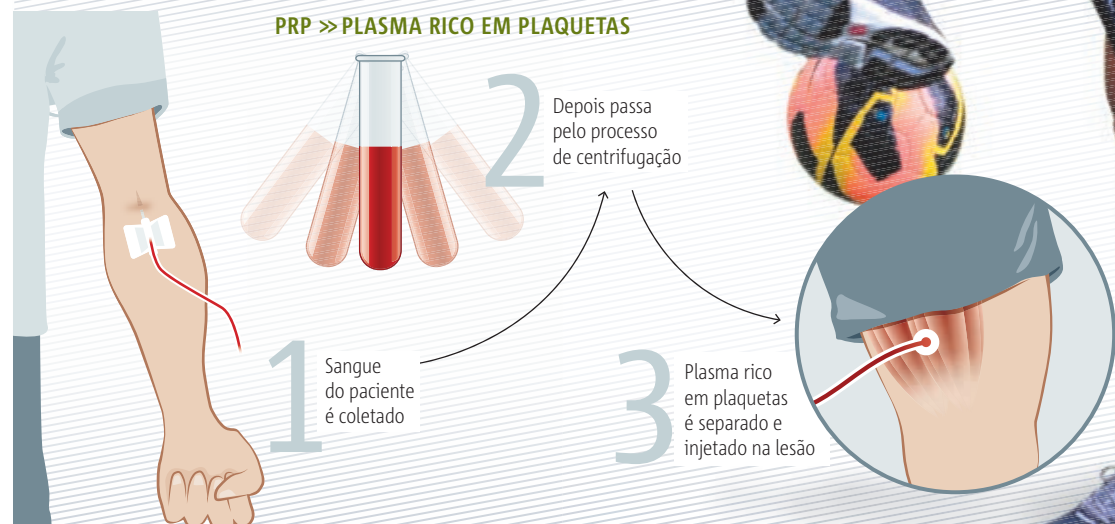 PRP >> PLASMA RICO EM PLAQUETAS
1
Sangue
do paciente
é coletado
2
Depois passa
pelo processo
de centrifugação
3
Plasma rico
em plaquetas
é separado e
injetado na lesão